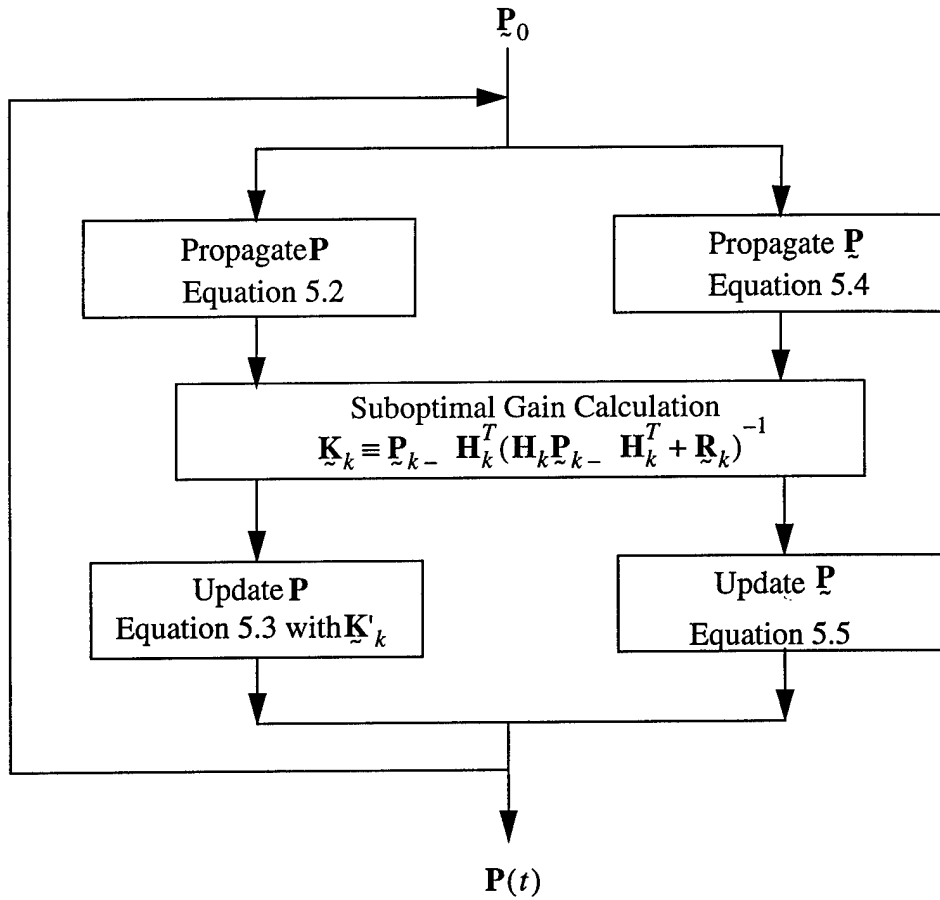 P̰₀
Propagate P
Equation 5.2
Propagate P̰
Equation 5.4
Suboptimal Gain Calculation
K̰ₖ ≡ P̰ₖ₋ Hₖᵀ(HₖP̰ₖ₋ Hₖᵀ + R̰ₖ)⁻¹
Update P
Equation 5.3 with K̰'ₖ
Update P̰
Equation 5.5
P(t)